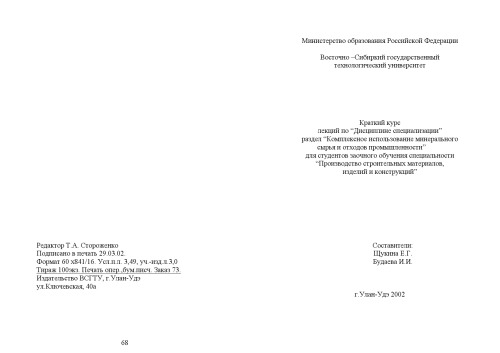 Редактор Т.А. Стороженко
Подписано в печать 29.03.02.
Формат 60 х841/16. Усл.п.л. 3,49, уч.-изд.л.3,0
Тираж 100экз. Печать опер.,бум.писч. Заказ 73.
Издательство ВСГТУ, г.Улан-Удэ
ул.Ключевская, 40а
68
Министерство образования Российской Федерации
Восточно –Сибирский государственный
технологический университет
Краткий курс
лекций по “Дисциплине специализации”
раздел “Комплексное использование минерального
сырья и отходов промышленности”
для студентов заочного обучения специальности
“Производство строительных материалов,
изделий и конструкций”
Составители:
Щукина Е.Г.
Будаева И.И.
г.Улан-Удэ 2002